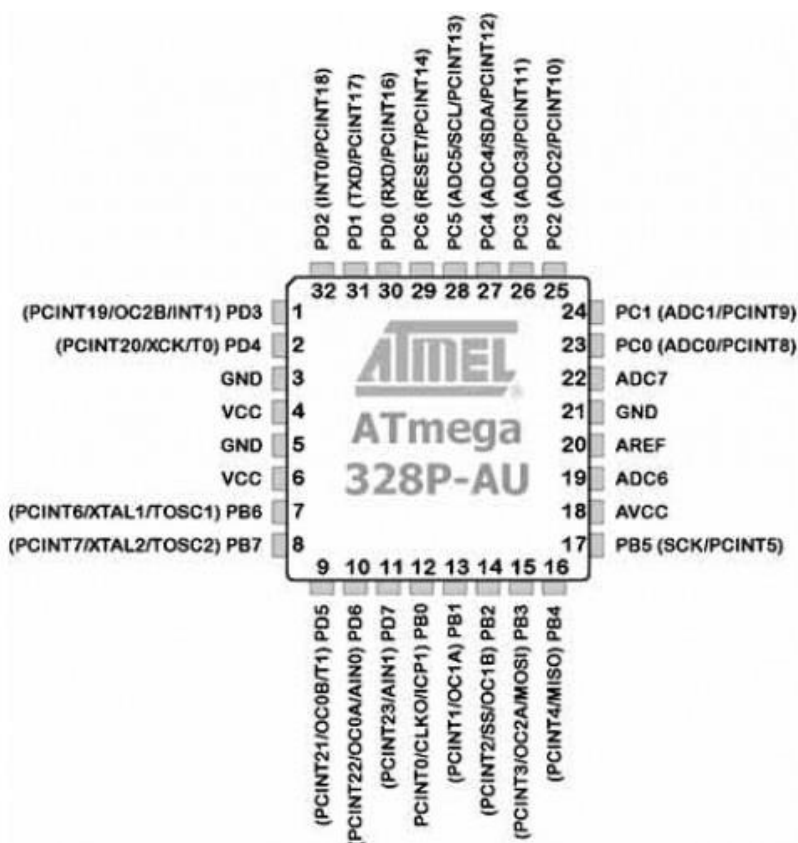 PD2 (INT0/PCINT18)
PD1 (TXD/PCINT17)
PD0 (RXD/PCINT16)
PC6 (RESET/PCINT14)
PC5 (ADC5/SCL/PCINT13)
PC4 (ADC4/SDA/PCINT12)
PC3 (ADC3/PCINT11)
PC2 (ADC2/PCINT10)
32 31 30 29 28 27 26 25
(PCINT19/OC2B/INT1) PD3 1
(PCINT20/XCK/T0) PD4 2
GND 3
VCC 4
GND 5
VCC 6
(PCINT6/XTAL1/TOSC1) PB6 7
(PCINT7/XTAL2/TOSC2) PB7 8
ATMEL ®
ATmega
328P-AU
24 PC1 (ADC1/PCINT9)
23 PC0 (ADC0/PCINT8)
22 ADC7
21 GND
20 AREF
19 ADC6
18 AVCC
17 PB5 (SCK/PCINT5)
9 10 11 12 13 14 15 16
(PCINT21/OC0B/T1) PD5
(PCINT22/OC0A/AIN0) PD6
(PCINT23/AIN1) PD7
PCINT0/CLKO/ICP1) PB0
(PCINT1/OC1A) PB1
(PCINT2/SS/OC1B) PB2
(PCINT3/OC2A/MOSI) PB3
(PCINT4/MISO) PB4